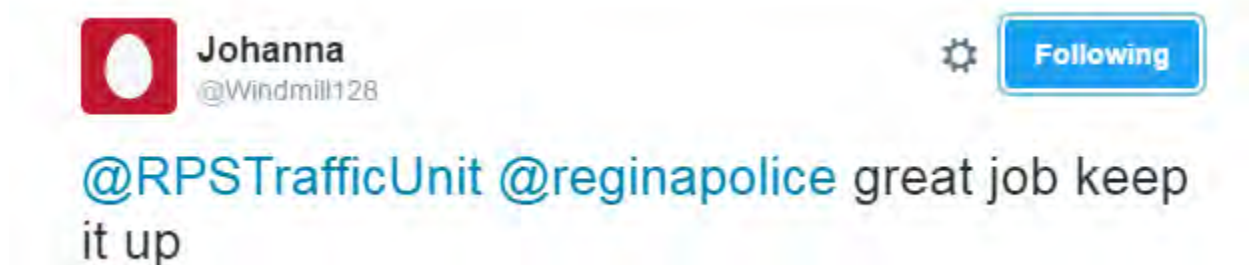 Johanna
@Windmill128
Following
@RPSTrafficUnit @reginapolice great job keep
it up